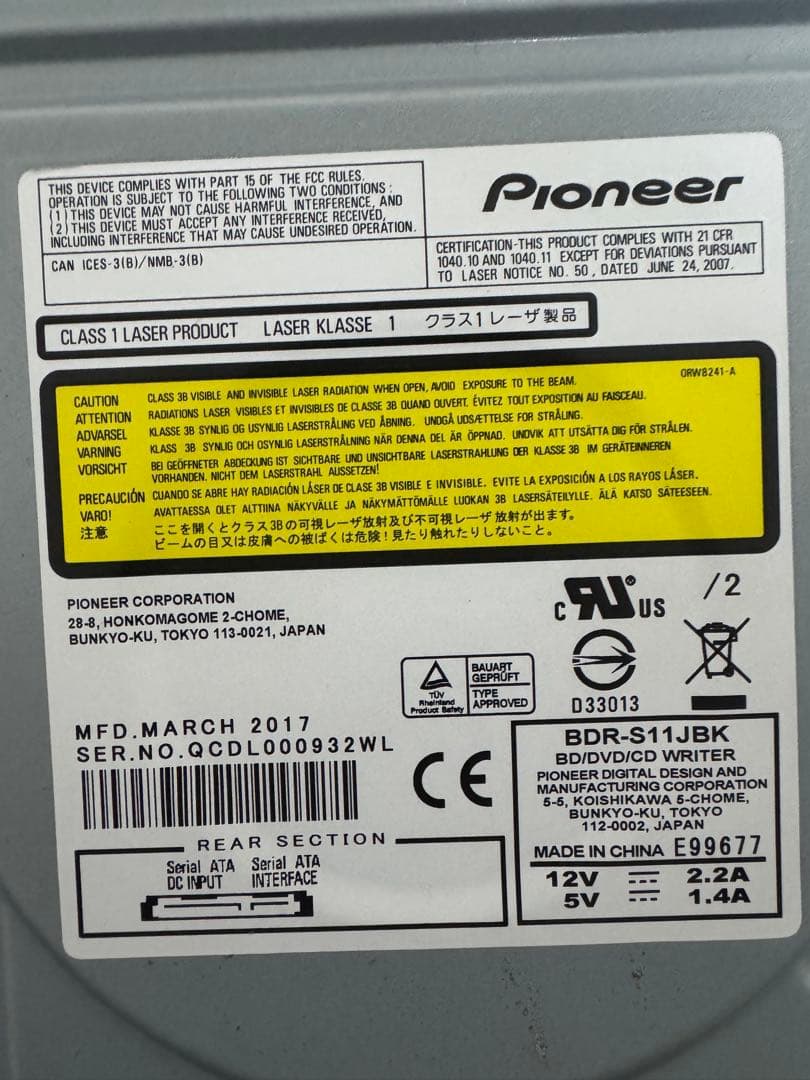 THIS DEVICE COMPLIES WITH PART 15 OF THE FCC RULES.
OPERATION IS SUBJECT TO THE FOLLOWING TWO CONDITIONS :
(1) THIS DEVICE MAY NOT CAUSE HARMFUL INTERFERENCE, AND
(2) THIS DEVICE MUST ACCEPT ANY INTERFERENCE RECEIVED,
INCLUDING INTERFERENCE THAT MAY CAUSE UNDESIRED OPERATION.
CAN ICES-3(B)/NMB-3(B)
Pioneer
CERTIFICATION-THIS PRODUCT COMPLIES WITH 21 CFR
1040.10 AND 1040.11 EXCEPT FOR DEVIATIONS PURSUANT
TO LASER NOTICE NO. 50, DATED JUNE 24,2007.
CLASS 1 LASER PRODUCT LASER KLASSE 1 クラス1 レーザ製品
ORW8241-A
CAUTION CLASS 3B VISIBLE AND INVISIBLE LASER RADIATION WHEN OPEN, AVOID EXPOSURE TO THE BEAM.
ATTENTION RADIATIONS LASER VISIBLES ET INVISIBLES DE CLASSE 3B QUAND OUVERT. ÉVITEZ TOUT EXPOSITION AU FAISCEAU.
ADVARSEL KLASSE 3B SYNLIG OG USYNLIG LASERSTRÅLING VED ÅBNING. UNDGÅ UDSÆTTELSE FOR STRÅLING.
VARNING KLASS 3B SYNLIG OCH OSYNLIG LASERSTRÅLNING NÄR DENNA DEL ÄR ÖPPNAD. UNDVIK ATT UTSÄTTA DIG FÖR STRÅLEN.
VORSICHT BEI GEÖFFNETER ABDECKUNG IST SICHTBARE UND UNSICHTBARE LASERSTRAHLUNG DER KLASSE 3B IM GERÄTEINNEREN
VORHANDEN. NICHT DEM LASERSTRAHL AUSSETZEN!
PRECAUCIÓN CUANDO SE ABRE HAY RADIACIÓN LÁSER DE CLASE 3B VISIBLE E INVISIBLE. EVITE LA EXPOSICIÓN A LOS RAYOS LÁSER.
VARO! AVATTAESSA OLET ALTTIINA NÄKYVÄLLE JA NÄKYMÄTTÖMÄLLE LUOKAN 3B LASERSÄTEILYLLE. ÄLÄ KATSO SÄTEESEEN.
注意 ここを開くとクラス3Bの可視レーザ放射及び不可視レーザ放射が出ます。
ビームの目又は皮膚への被ばくは危険!見たり触れたりしないこと。
PIONEER CORPORATION
28-8, HONKOMAGOME 2-CHOME,
BUNKYO-KU, TOKYO 113-0021, JAPAN
c RU ® US /2
D33013
TÜV
Rheinland
Product Safety
BAUART
GEPRÜFT
TYPE
APPROVED
MFD.MARCH 2017
SER.NO.QCDL000932WL
CE
REAR SECTION
Serial ATA Serial ATA
DC INPUT INTERFACE
BDR-S11JBK
BD/DVD/CD WRITER
PIONEER DIGITAL DESIGN AND
MANUFACTURING CORPORATION
5-5, KOISHIKAWA 5-CHOME,
BUNKYO-KU, TOKYO
112-0002, JAPAN
MADE IN CHINA E99677
12V 2.2A
5V 1.4A